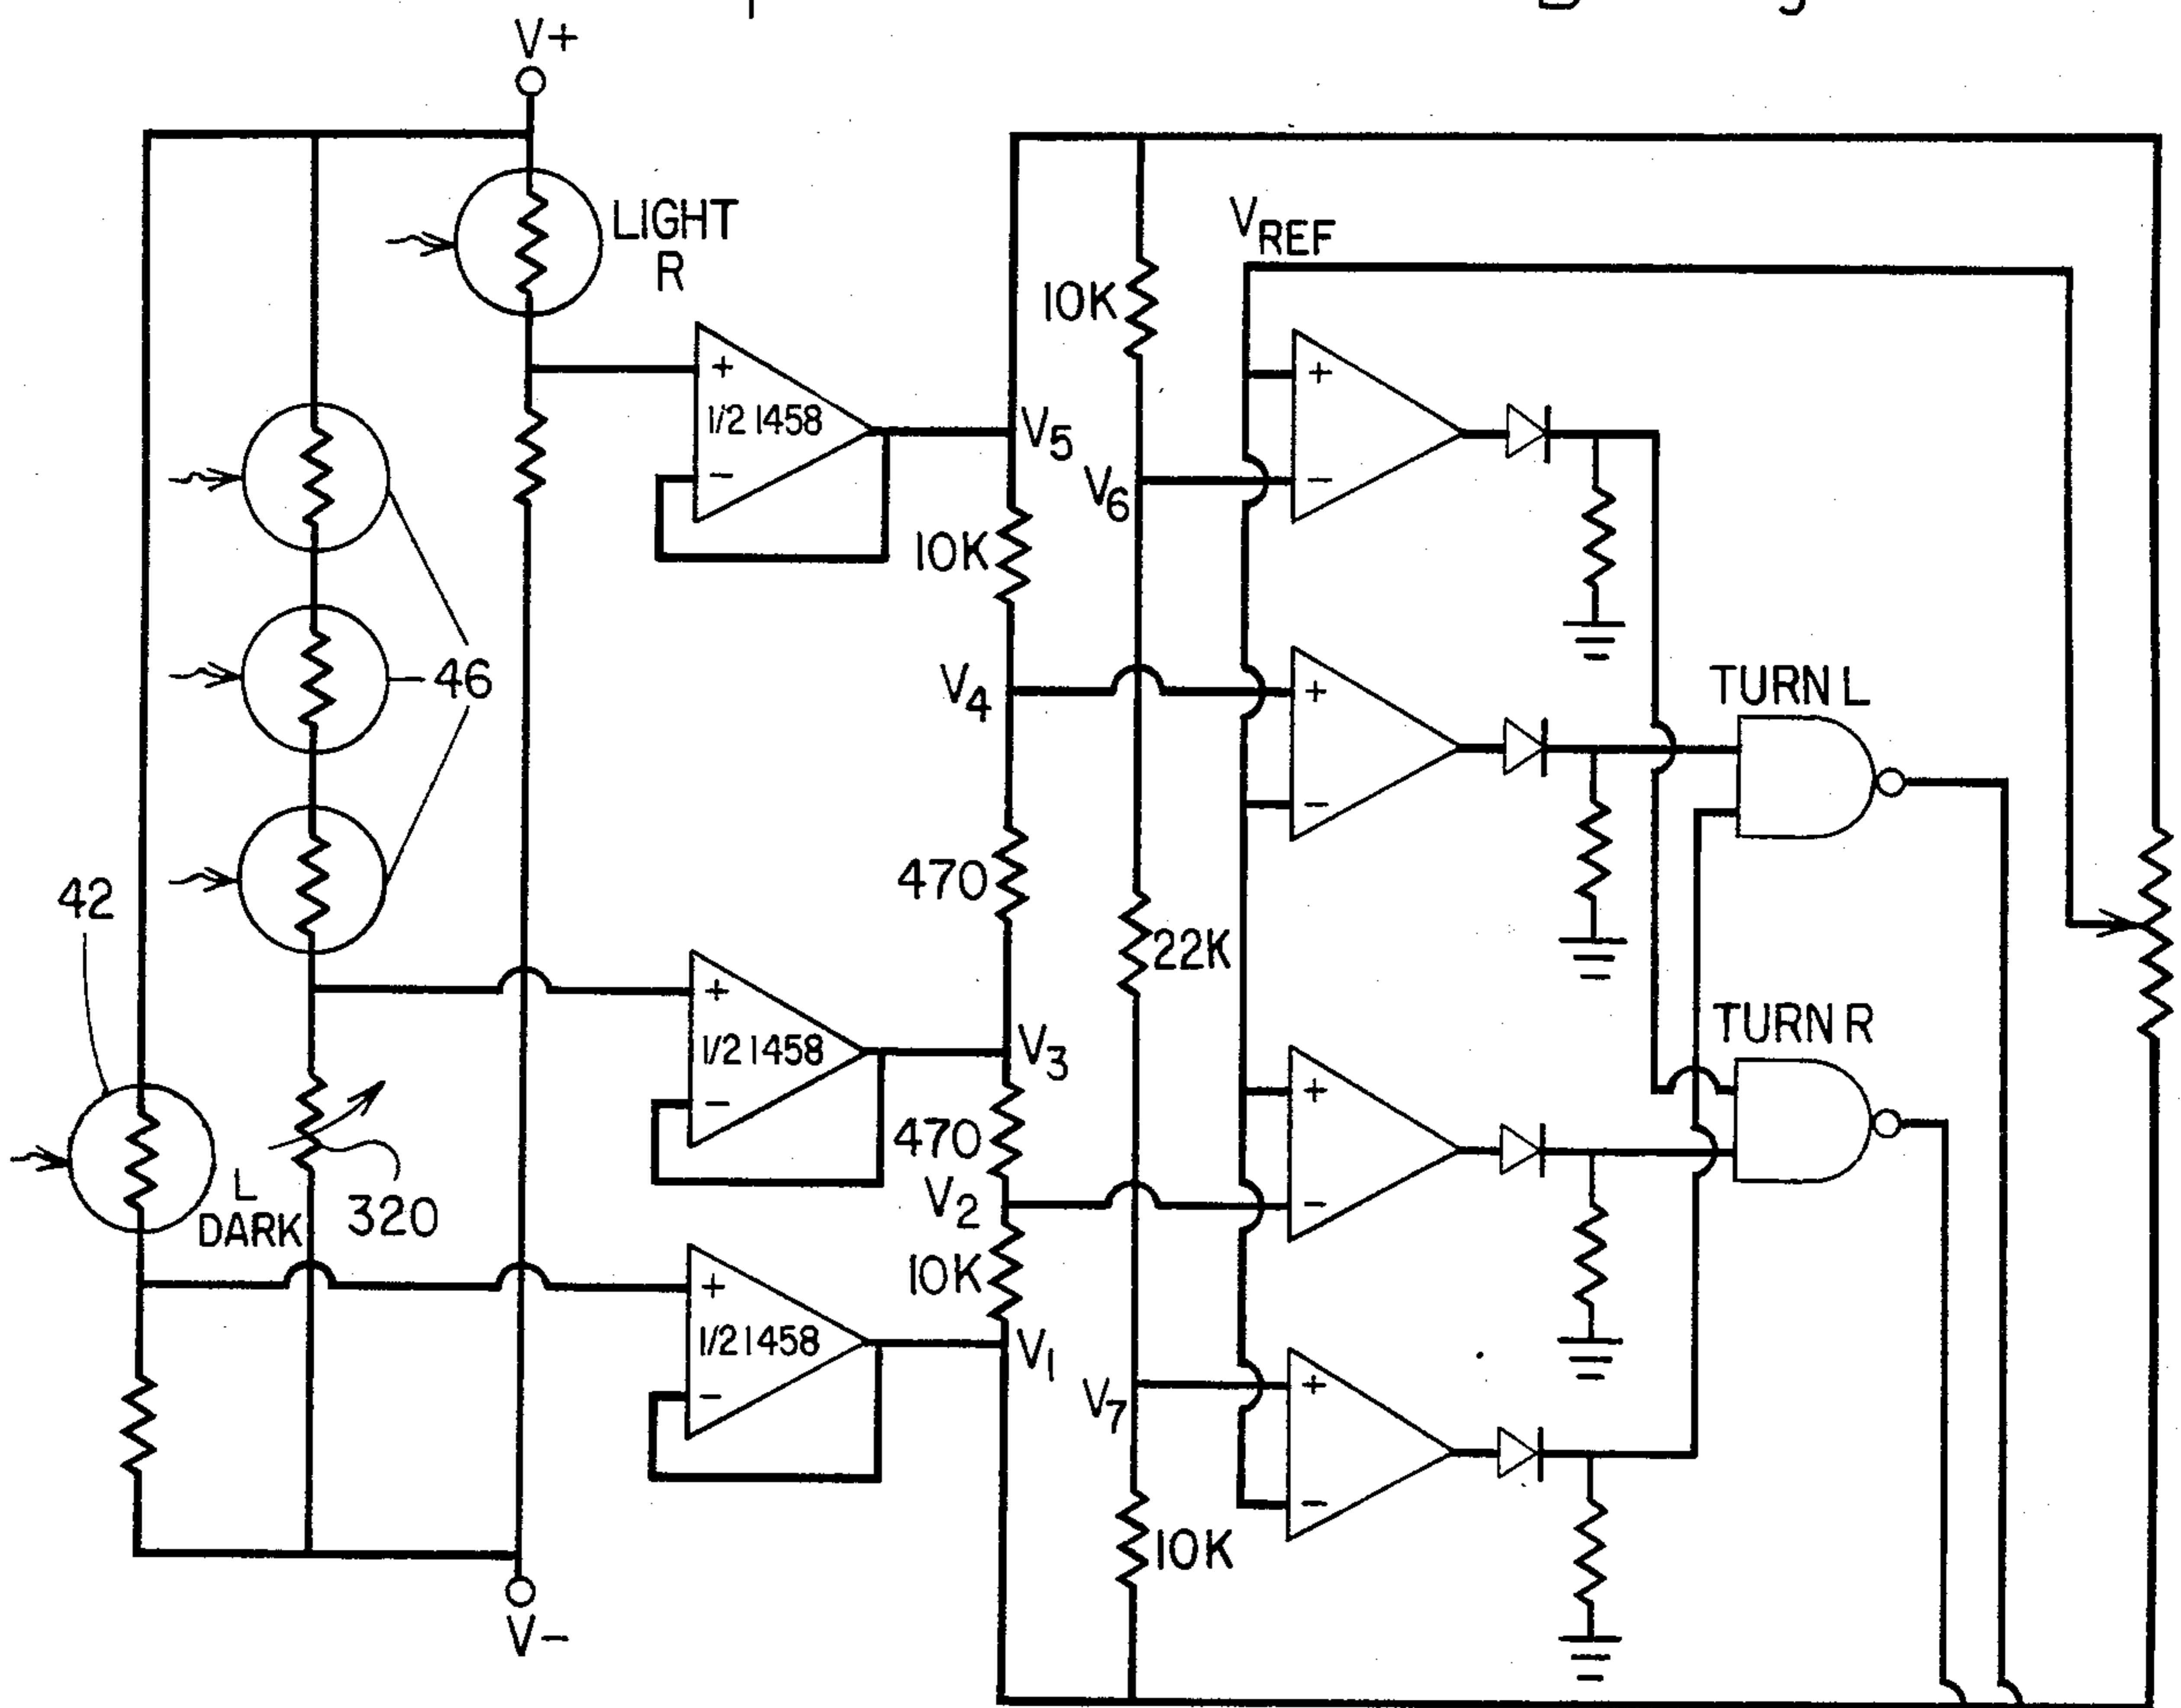 V+
LIGHT
R
VREF
10K
+
1/2 1458
−
V5
V6
+
−
10K
46
V4
+
−
TURN L
470
42
22K
+
1/2 1458
−
V3
TURN R
470
+
−
L
DARK
320
V2
10K
+
1/2 1458
−
V1
V7
+
−
10K
V−